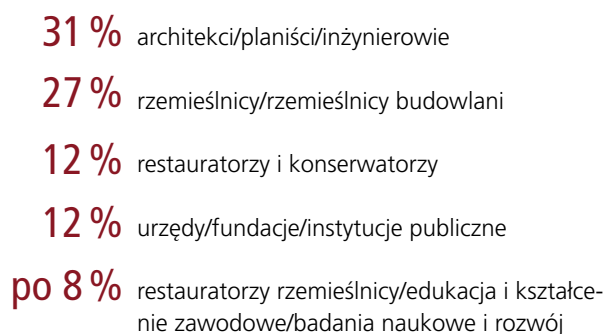 31 % architekci/planiści/inżynierowie
27 % rzemieślnicy/rzemieślnicy budowlani
12 % restauratorzy i konserwatorzy
12 % urzędy/fundacje/instytucje publiczne
po 8 % restauratorzy rzemieślnicy/edukacja i kształce-
nie zawodowe/badania naukowe i rozwój